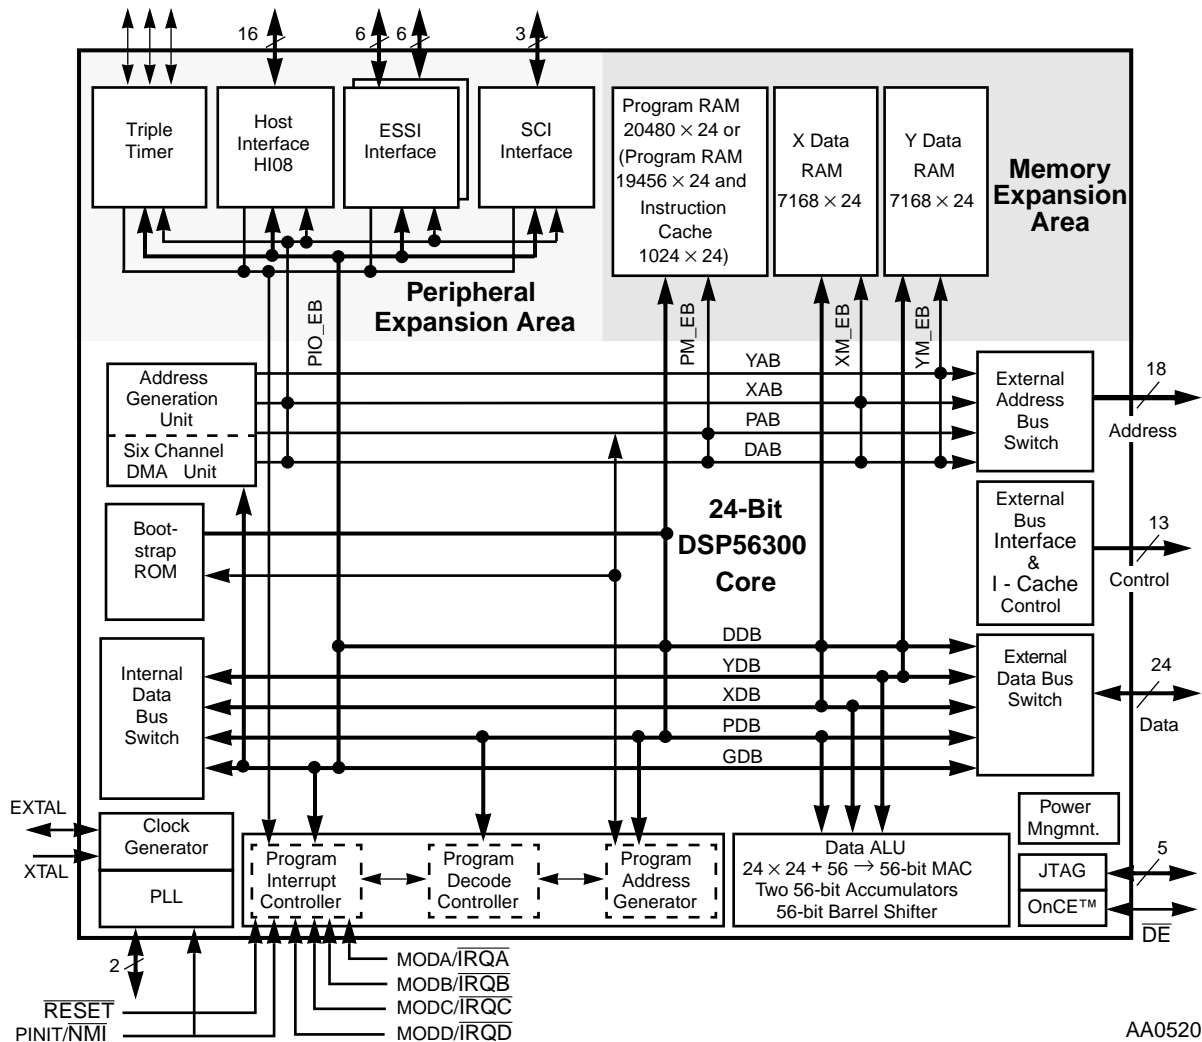 16
6
6
3
Triple
Timer
Host
Interface
HI08
ESSI
Interface
SCI
Interface
Program RAM
20480 × 24 or
(Program RAM
19456 × 24 and
Instruction
Cache
1024 × 24)
X Data
RAM
7168 × 24
Y Data
RAM
7168 × 24
Memory
Expansion
Area
Peripheral
Expansion Area
PIO_EB
PM_EB
XM_EB
YM_EB
Address
Generation
Unit
Six Channel
DMA Unit
YAB
XAB
PAB
DAB
External
Address
Bus
Switch
18
Address
Boot-
strap
ROM
24-Bit
DSP56300
Core
External
Bus
Interface
&
I - Cache
Control
13
Control
Internal
Data
Bus
Switch
DDB
YDB
XDB
PDB
GDB
External
Data Bus
Switch
24
Data
EXTAL
XTAL
Clock
Generator
PLL
2
Program
Interrupt
Controller
Program
Decode
Controller
Program
Address
Generator
Data ALU
24 × 24 + 56 → 56-bit MAC
Two 56-bit Accumulators
56-bit Barrel Shifter
Power
Mngmnt.
JTAG
OnCE™
5
DE
RESET
PINIT/NMI
MODA/IRQA
MODB/IRQB
MODC/IRQC
MODD/IRQD
AA0520